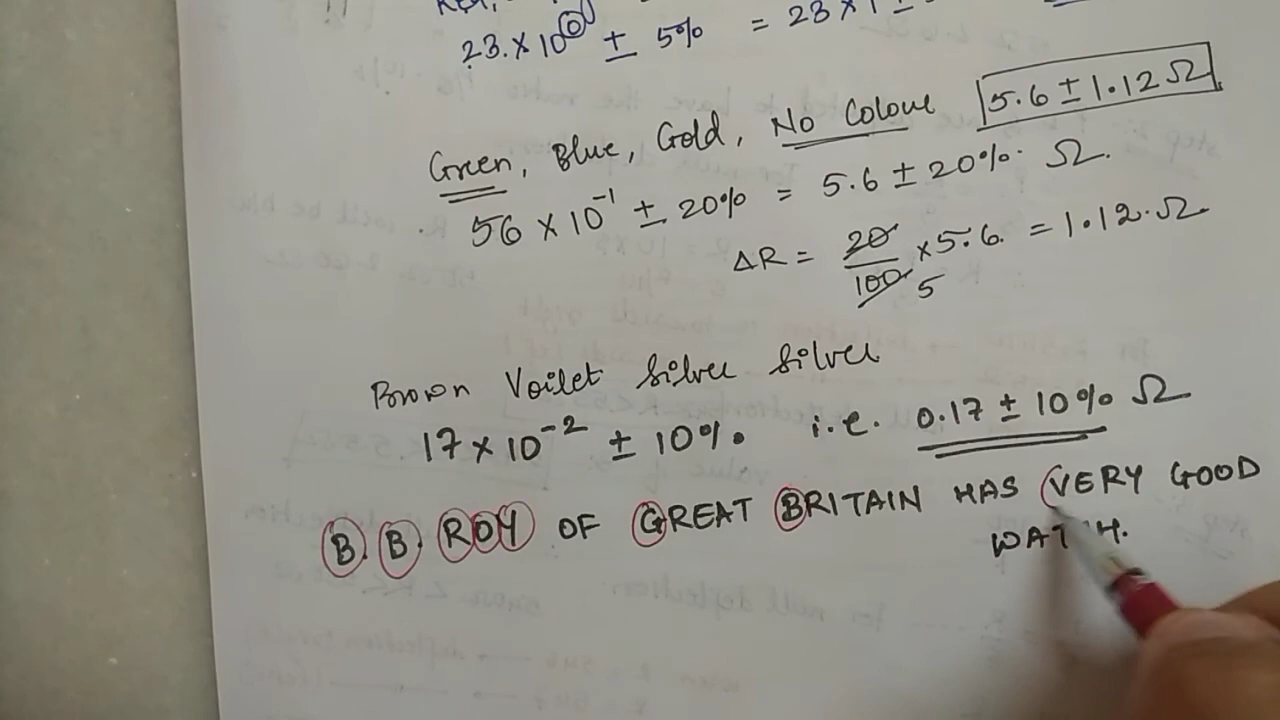 23.×10⁰ ± 5% = 23×1±
Green, Blue, Gold, No Colour 5.6 ± 1.12 Ω
56 × 10⁻¹ ± 20% = 5.6 ± 20% Ω.
ΔR = 20/100 5 × 5.6. = 1.12.Ω
Brown Voilet Silver Silver
17 × 10⁻² ± 10%. i.e. 0.17 ± 10% Ω
B. B. ROY OF GREAT BRITAIN HAS VERY GOOD
WATCH.